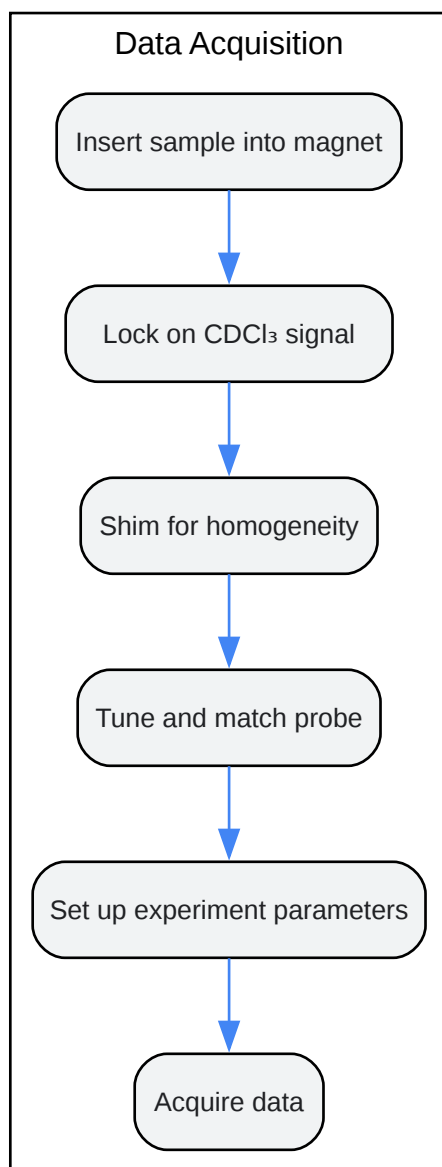 Data Acquisition
Insert sample into magnet
Lock on CDCl₃ signal
Shim for homogeneity
Tune and match probe
Set up experiment parameters
Acquire data